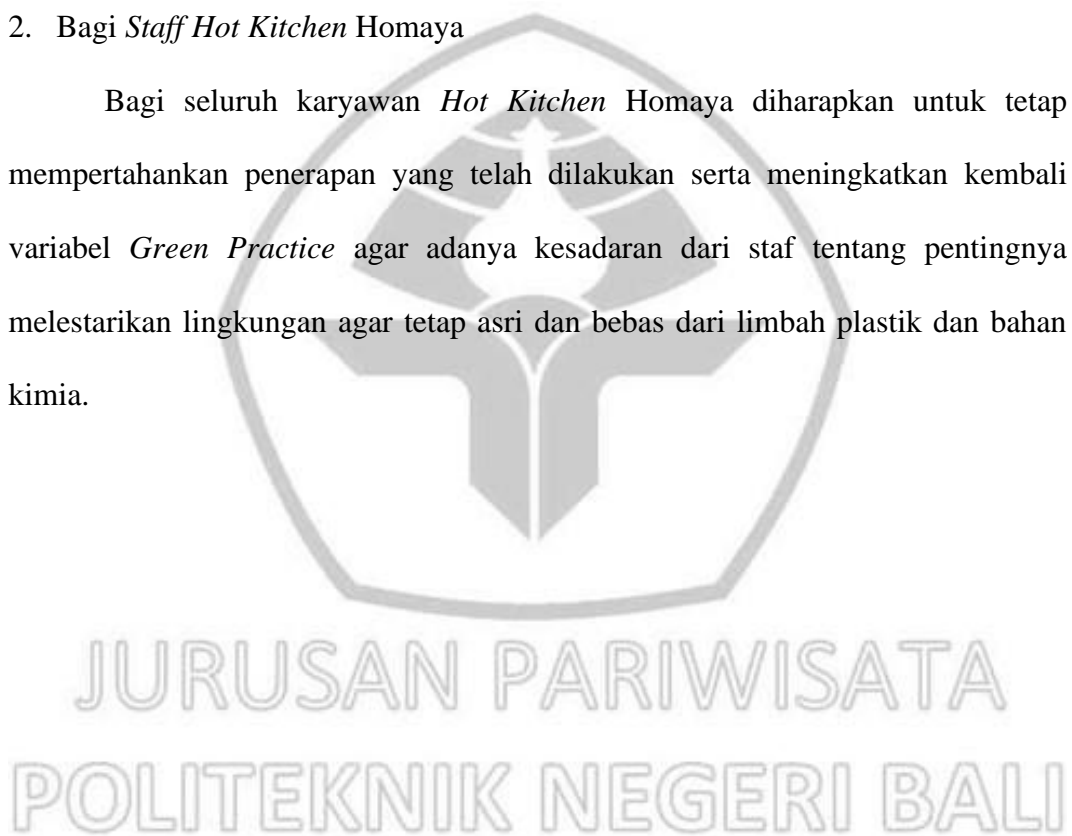 2. Bagi Staff Hot Kitchen Homaya
Bagi seluruh karyawan Hot Kitchen Homaya diharapkan untuk tetap
mempertahankan penerapan yang telah dilakukan serta meningkatkan kembali
variabel Green Practice agar adanya kesadaran dari staf tentang pentingnya
melestarikan lingkungan agar tetap asri dan bebas dari limbah plastik dan bahan
kimia.
JURUSAN PARIWISATA
POLITEKNIK NEGERI BALI